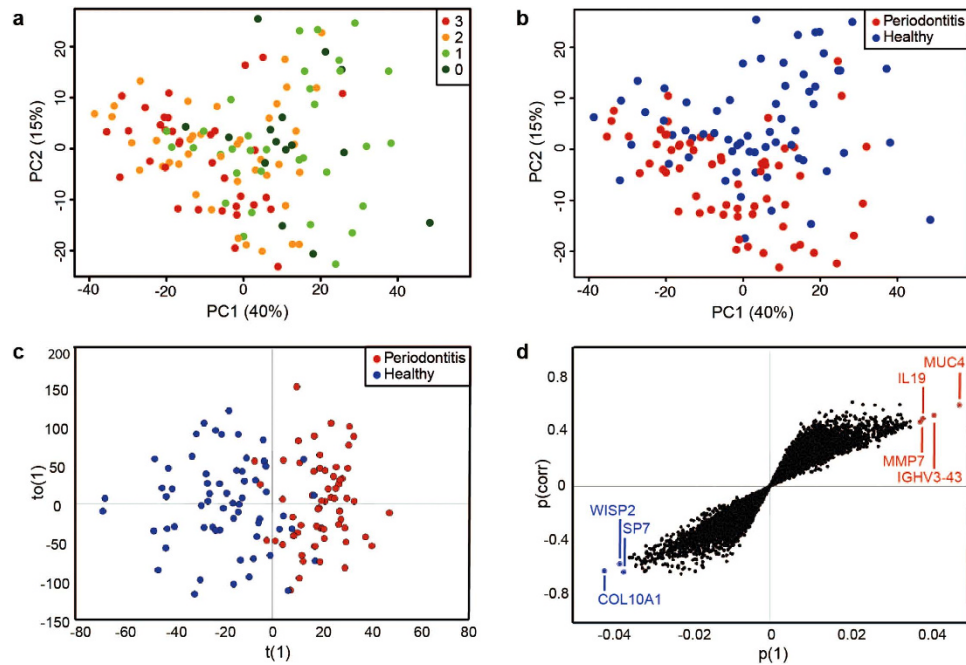 a
3
2
1
0
20
10
0
10
20
PC2 (15%)
-40
-20
0
20
40
PC1 (40%)
b
Periodontitis
Healthy
20
10
0
-10
-20
PC2 (15%)
-40
-20
0
20
40
PC1 (40%)
c
Periodontitis
Healthy
200
150
100
50
0
-50
-100
-150
to(1)
-80
-60
-40
-20
0
20
40
60
80
t(1)
d
MUC4
IL19
MMP7
IGHV3-43
WISP2
SP7
COL10A1
0.8
0.4
0
-0.4
-0.8
p(corr)
-0.04
-0.02
0
0.02
0.04
p(1)